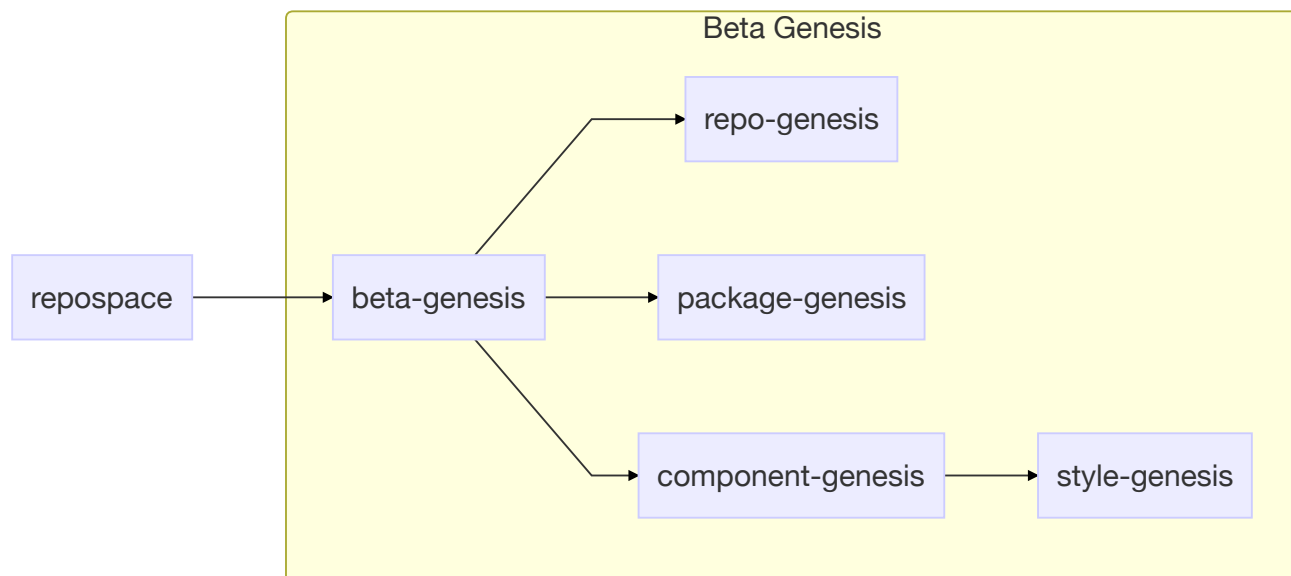 Beta Genesis
repo-genesis
repospace
beta-genesis
package-genesis
component-genesis
style-genesis